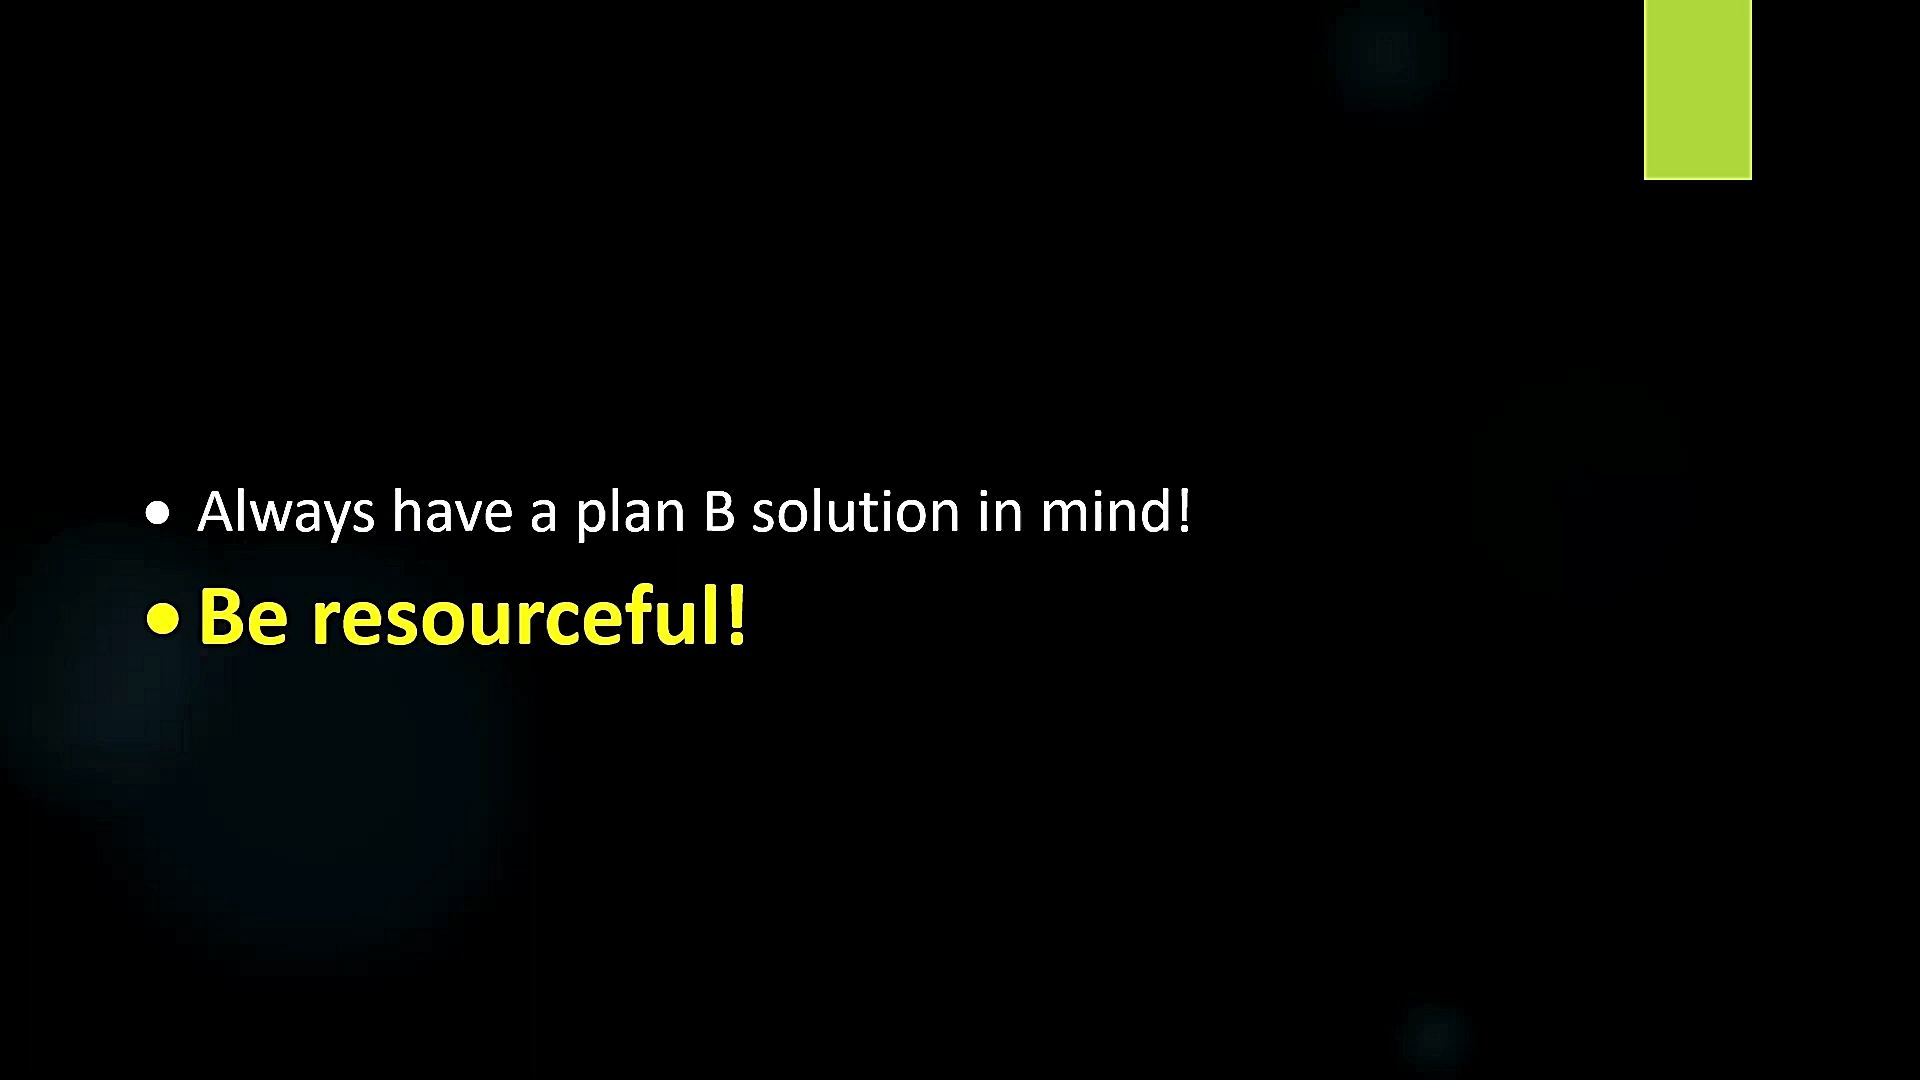 • Always have a plan B solution in mind!
• Be resourceful!